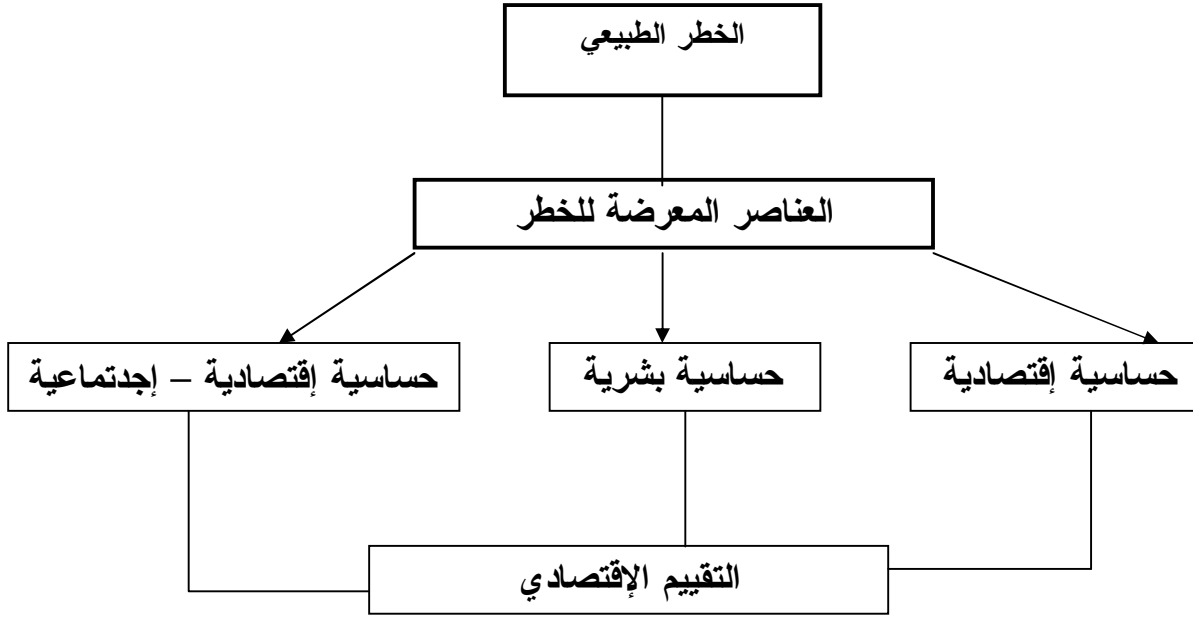 الخطر الطبيعي
العناصر المعرضة للخطر
حساسية إقتصادية
حساسية بشرية
حساسية إقتصادية – إجدتماعية
التقييم الإقتصادي